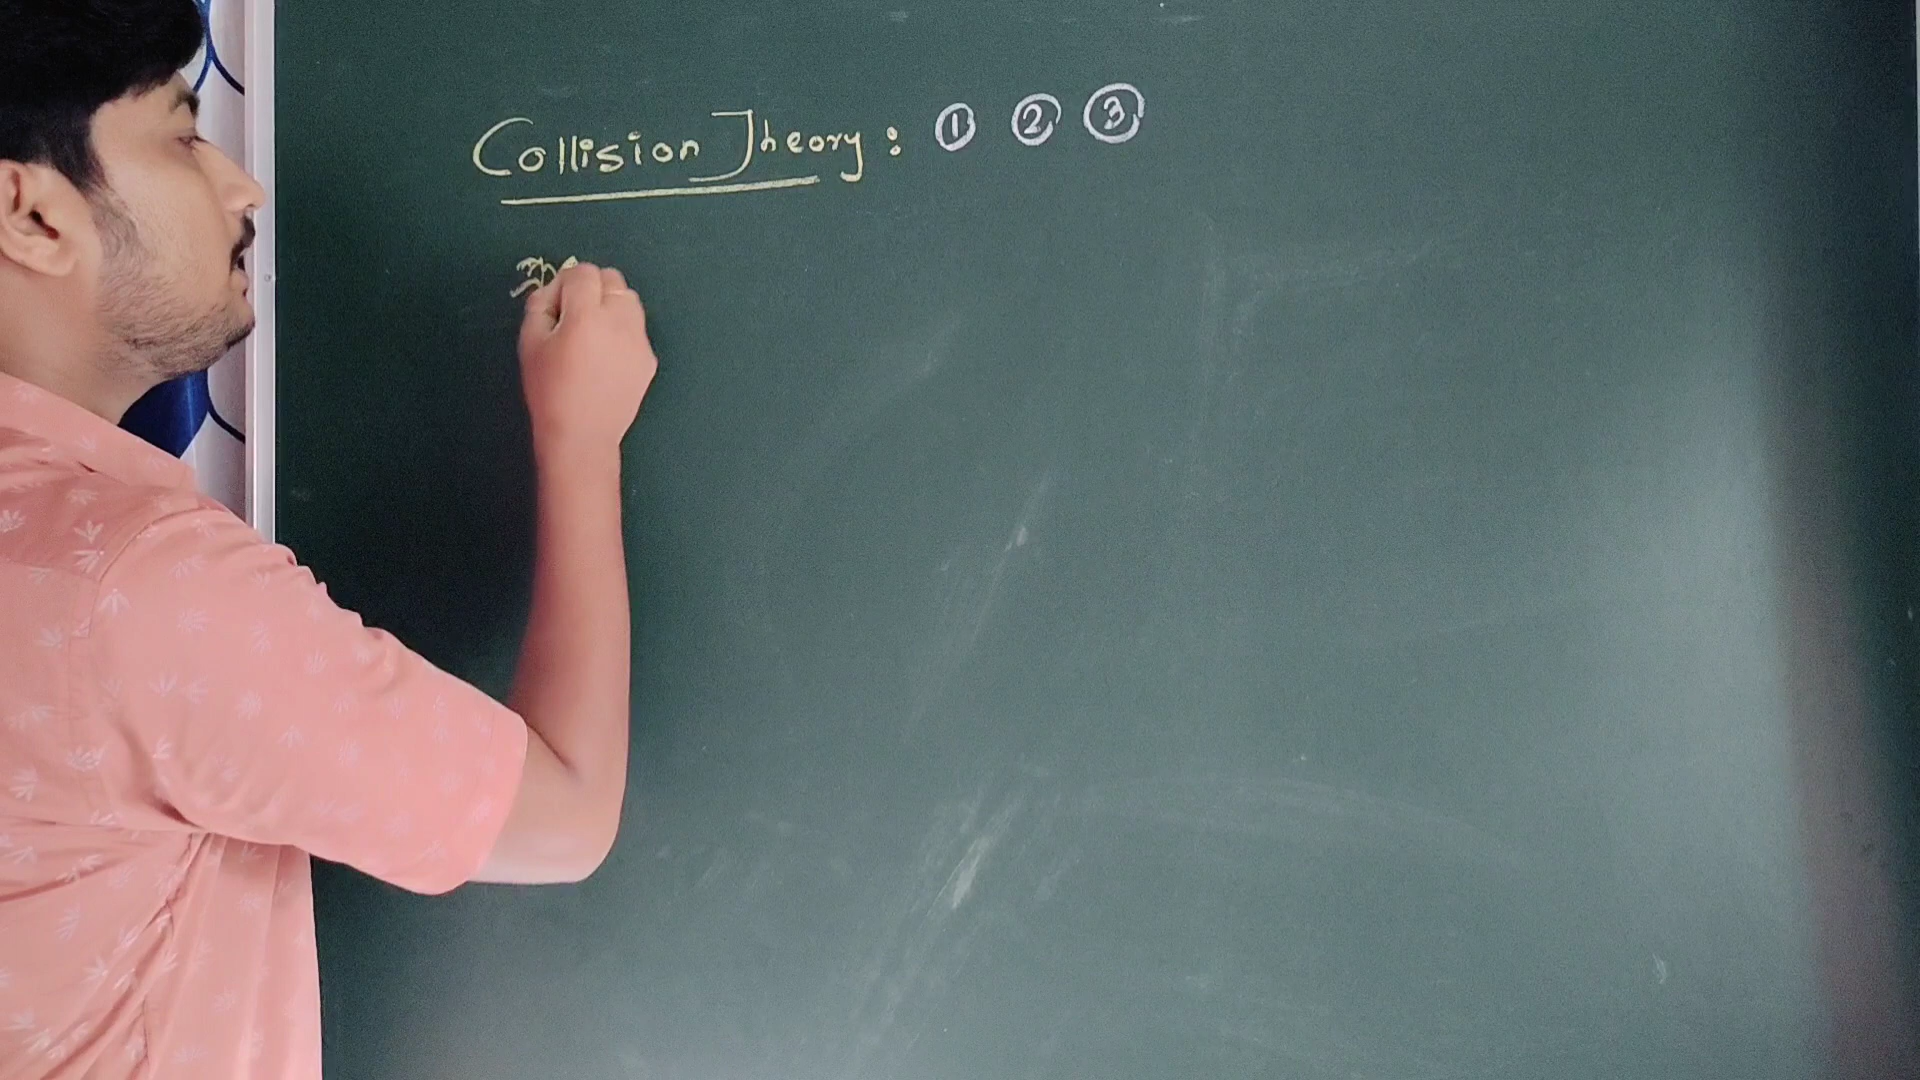 Collision Theory : ① ② ③